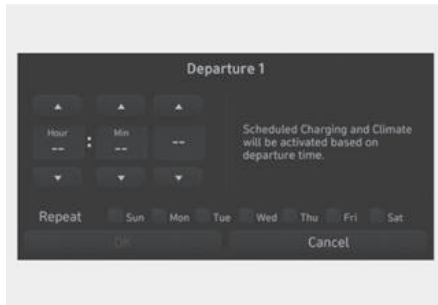 Departure 1
Hour : Min
-- -- --
Scheduled Charging and Climate
will be activated based on
departure time.
Repeat Sun Mon Tue Wed Thu Fri Sat
OK Cancel